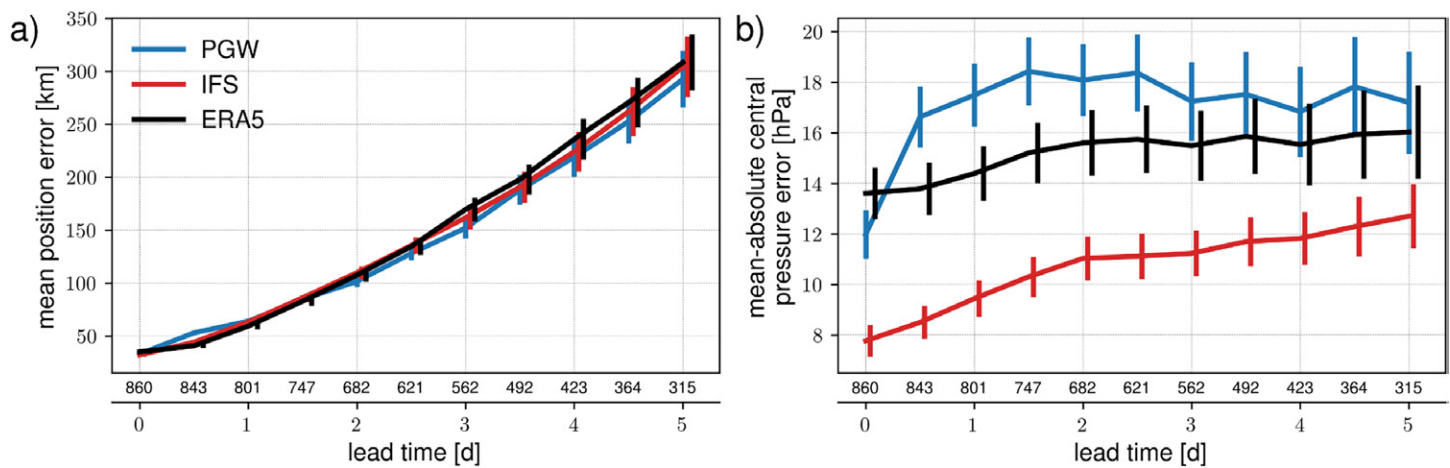 a)
PGW
IFS
ERA5
mean position error [km]
350
300
250
200
150
100
50
860 843 801 747 682 621 562 492 423 364 315
0 1 2 3 4 5
lead time [d]
b)
mean-absolute central
pressure error [hPa]
20
18
16
14
12
10
8
860 843 801 747 682 621 562 492 423 364 315
0 1 2 3 4 5
lead time [d]